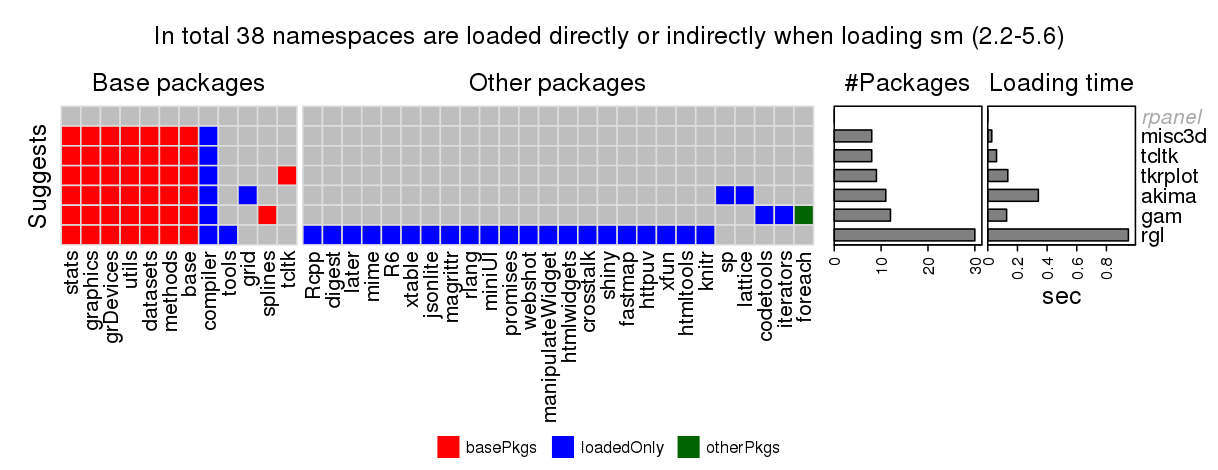 In total 38 namespaces are loaded directly or indirectly when loading sm (2.2-5.6)
Base packages
Other packages
#Packages
Loading time
Suggests
rpanel
misc3d
tcltk
tkrplot
akima
gam
rgl
stats
graphics
grDevices
utils
datasets
methods
base
compiler
tools
grid
splines
tcltk
Rcpp
digest
later
mime
R6
xtable
jsonlite
magrittr
rlang
miniUI
promises
webshot
manipulateWidget
htmlwidgets
crosstalk
shiny
fastmap
httpuv
xfun
htmltools
knitr
sp
lattice
codetools
iterators
foreach
0
10
20
30
0
0.2
0.4
0.6
0.8
sec
basePkgs
loadedOnly
otherPkgs